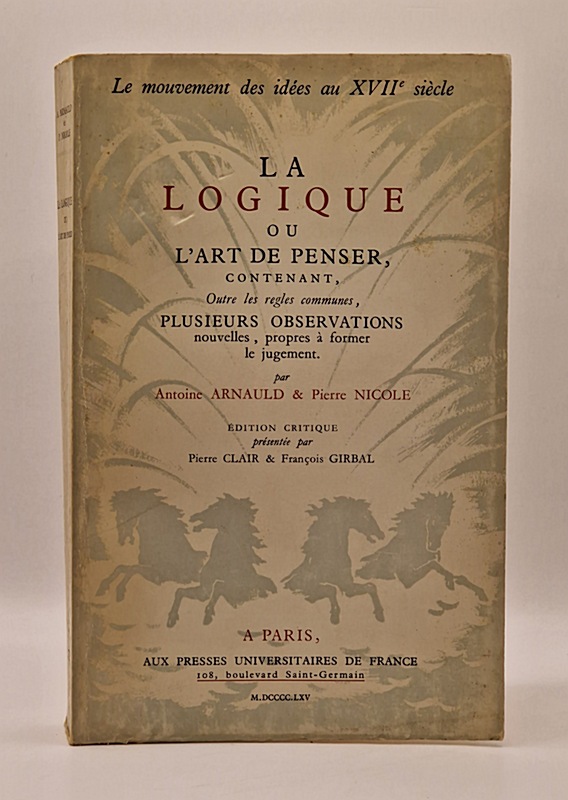 Le mouvement des idées au XVIIe siècle
LA
LOGIQUE
OU
L'ART DE PENSER,
CONTENANT,
Outre les regles communes,
PLUSIEURS OBSERVATIONS
nouvelles, propres à former
le jugement.
par
Antoine ARNAULD & Pierre NICOLE
ÉDITION CRITIQUE
présentée par
Pierre CLAIR & François GIRBAL
A PARIS,
AUX PRESSES UNIVERSITAIRES DE FRANCE
108, boulevard Saint-Germain
M.DCCCC.LXV